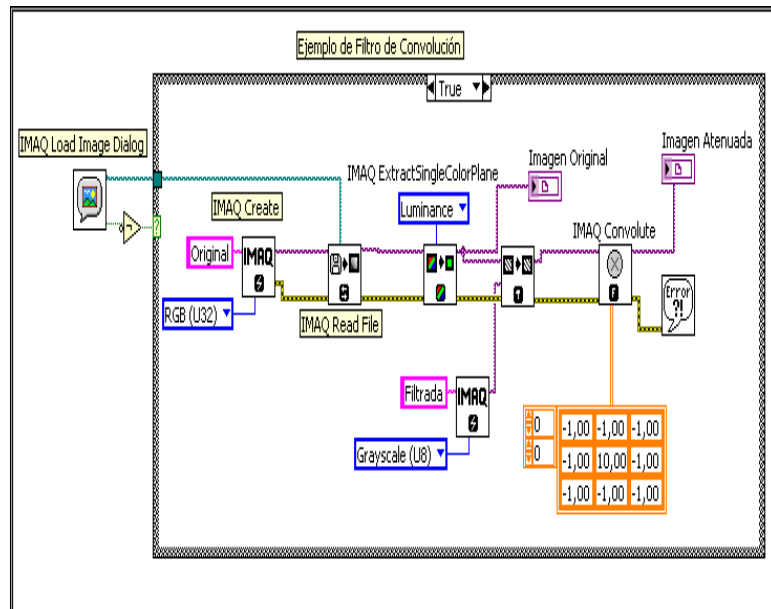 Ejemplo de Filtro de Convolución
True
IMAQ Load Image Dialog
?
IMAQ Create
Original
IMAQ
RGB (U32)
IMAQ Read File
IMAQ ExtractSingleColorPlane
Luminance
Imagen Original
Imagen Atenuada
IMAQ Convolute
F
Error
?!
Filtrada
IMAQ
Grayscale (U8)
0
0
-1,00 -1,00 -1,00
-1,00 10,00 -1,00
-1,00 -1,00 -1,00